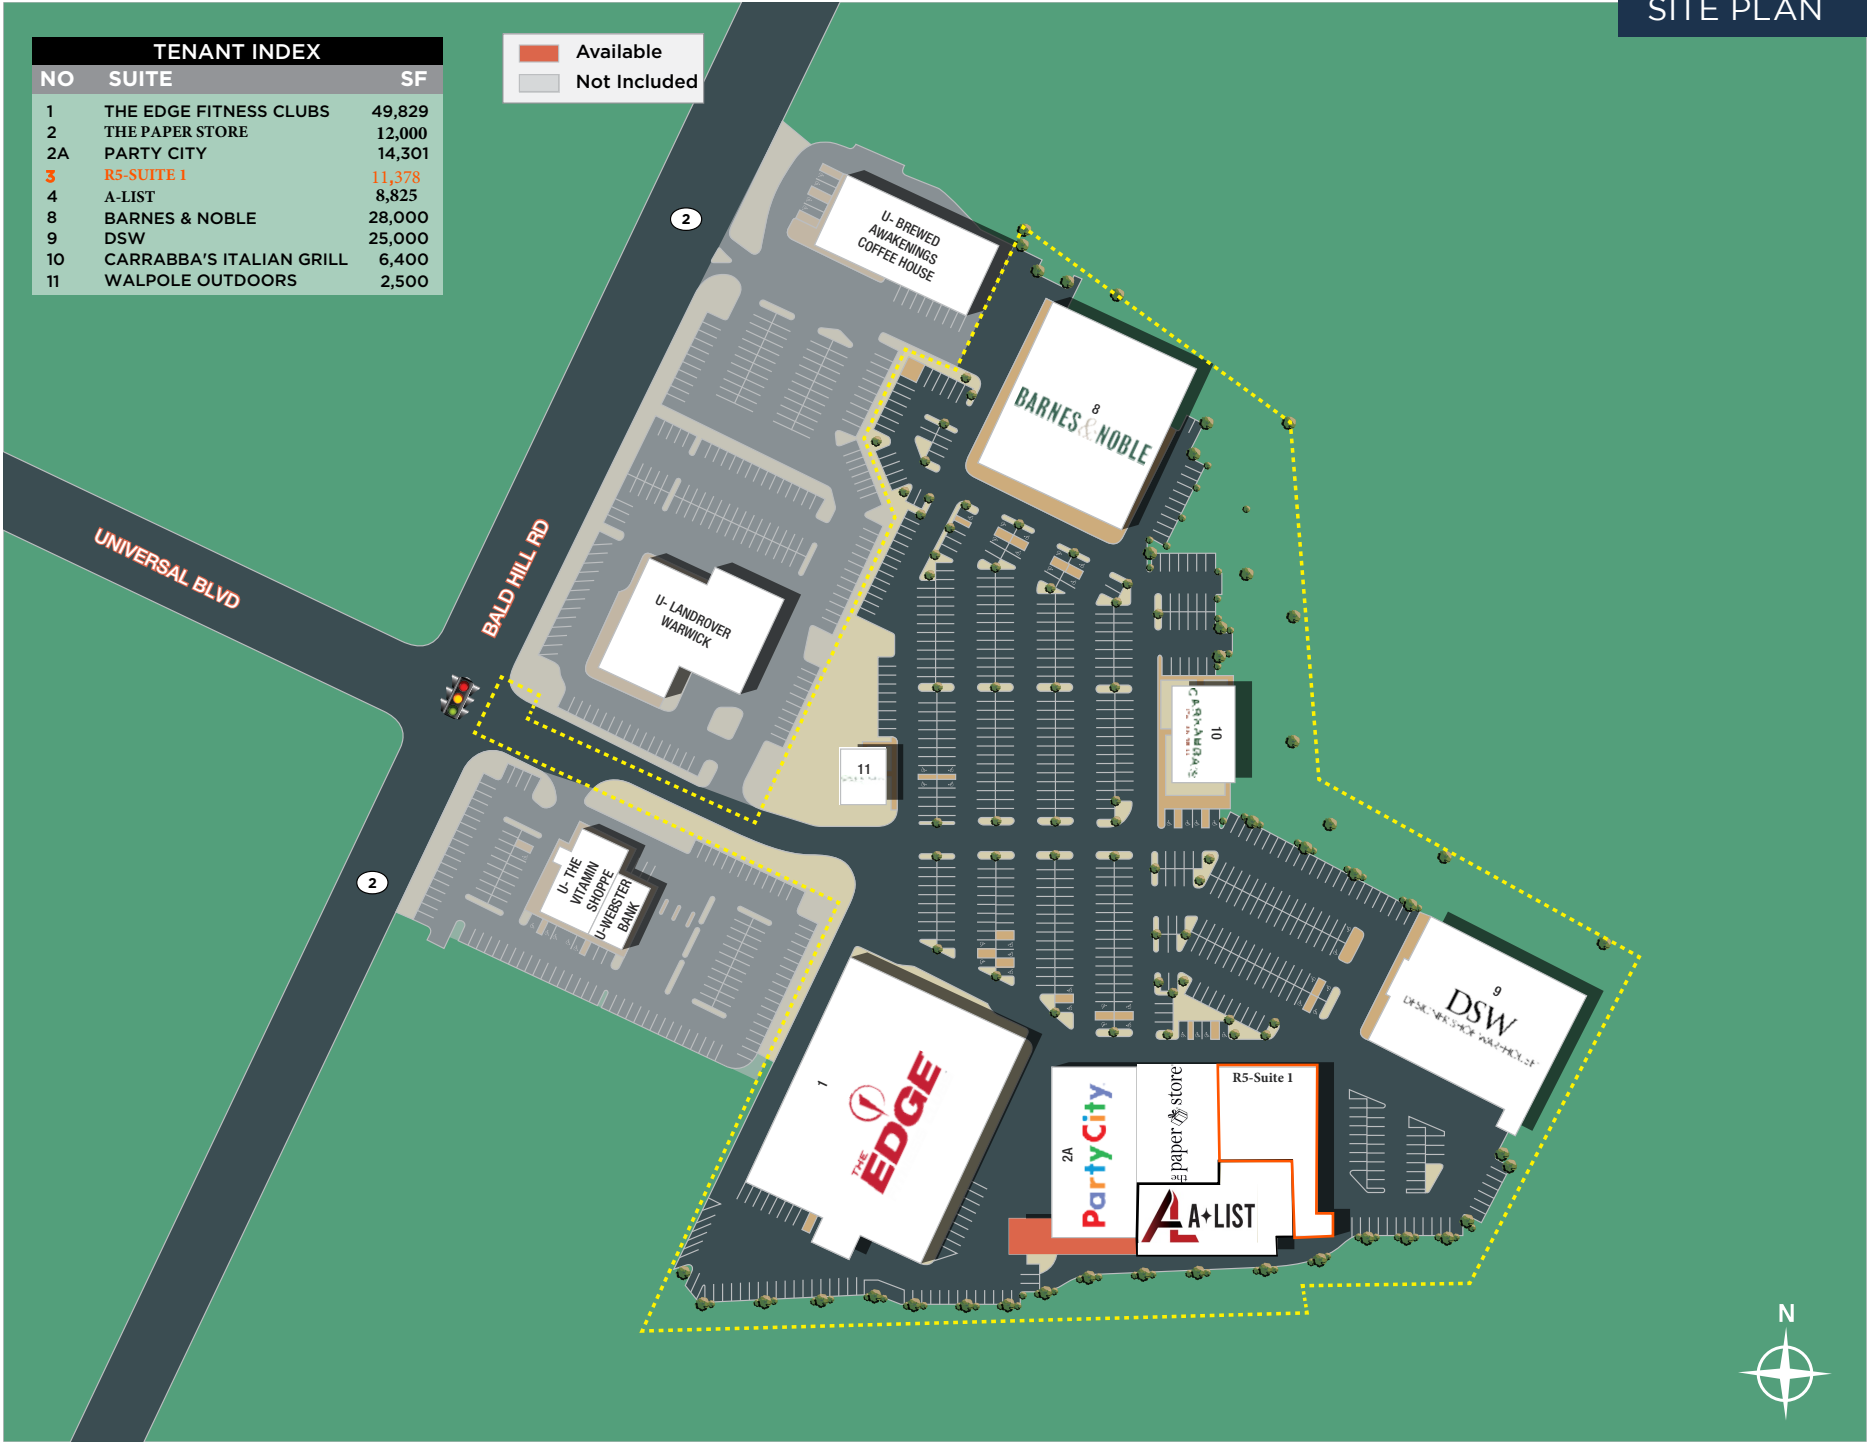 SITE PLAN
TENANT INDEX
NO SUITE SF
1 THE EDGE FITNESS CLUBS 49,829
2 THE PAPER STORE 12,000
2A PARTY CITY 14,301
3 R5-SUITE 1 11,378
4 A-LIST 8,825
8 BARNES & NOBLE 28,000
9 DSW 25,000
10 CARRABBA'S ITALIAN GRILL 6,400
11 WALPOLE OUTDOORS 2,500
Available
Not Included
2
U- BREWED
AWAKENINGS
COFFEE HOUSE
8
BARNES & NOBLE
UNIVERSAL BLVD
BALD HILL RD
U- LANDROVER
WARWICK
10
CARRABBA'S
11
2
U- THE
VITAMIN
SHOPPE
U-WEBSTER
BANK
9
DSW
DESIGNER SHOE WAREHOUSE
1
THE
EDGE
2A
PartyCity
the paper store
R5-Suite 1
A LIST
N